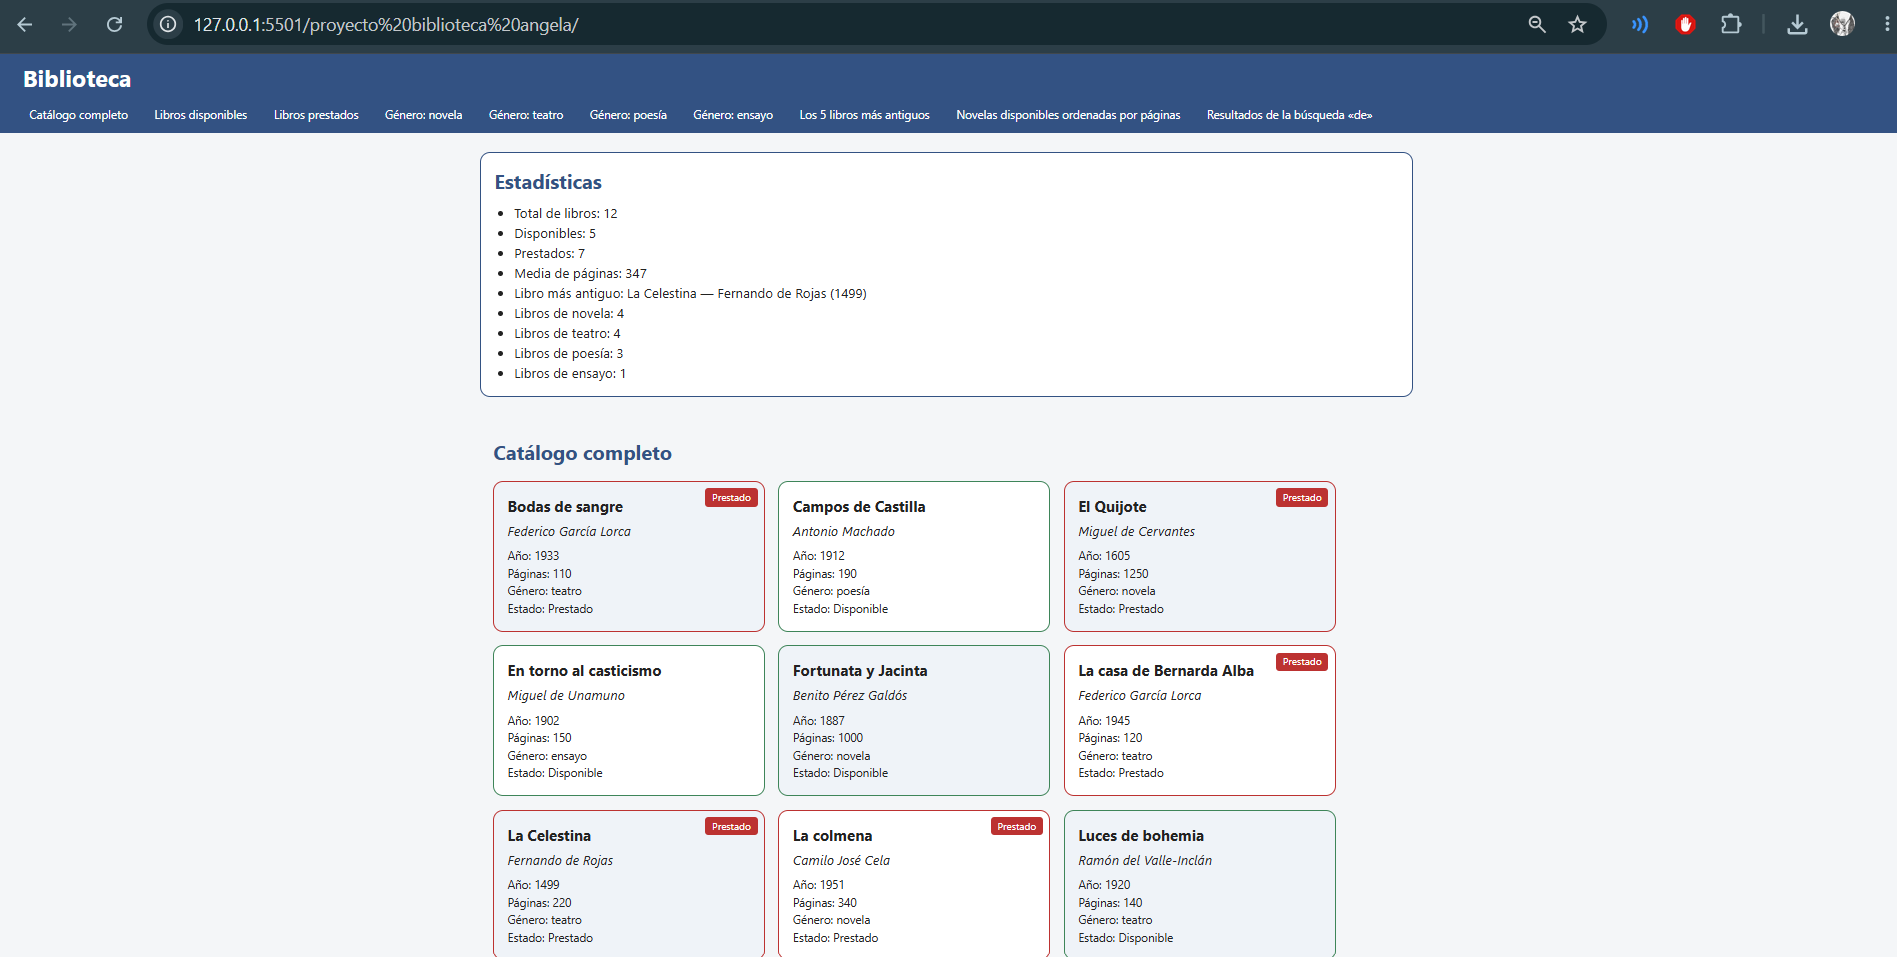 127.0.0.1:5501/proyecto%20biblioteca%20angela/
Biblioteca
Catálogo completo Libros disponibles Libros prestados Género: novela Género: teatro Género: poesía Género: ensayo Los 5 libros más antiguos Novelas disponibles ordenadas por páginas Resultados de la búsqueda «de»
Estadísticas
Total de libros: 12
Disponibles: 5
Prestados: 7
Media de páginas: 347
Libro más antiguo: La Celestina — Fernando de Rojas (1499)
Libros de novela: 4
Libros de teatro: 4
Libros de poesía: 3
Libros de ensayo: 1
Catálogo completo
Prestado
Bodas de sangre
Federico García Lorca
Año: 1933
Páginas: 110
Género: teatro
Estado: Prestado
Campos de Castilla
Antonio Machado
Año: 1912
Páginas: 190
Género: poesía
Estado: Disponible
Prestado
El Quijote
Miguel de Cervantes
Año: 1605
Páginas: 1250
Género: novela
Estado: Prestado
En torno al casticismo
Miguel de Unamuno
Año: 1902
Páginas: 150
Género: ensayo
Estado: Disponible
Fortunata y Jacinta
Benito Pérez Galdós
Año: 1887
Páginas: 1000
Género: novela
Estado: Disponible
Prestado
La casa de Bernarda Alba
Federico García Lorca
Año: 1945
Páginas: 120
Género: teatro
Estado: Prestado
Prestado
La Celestina
Fernando de Rojas
Año: 1499
Páginas: 220
Género: teatro
Estado: Prestado
Prestado
La colmena
Camilo José Cela
Año: 1951
Páginas: 340
Género: novela
Estado: Prestado
Luces de bohemia
Ramón del Valle-Inclán
Año: 1920
Páginas: 140
Género: teatro
Estado: Disponible